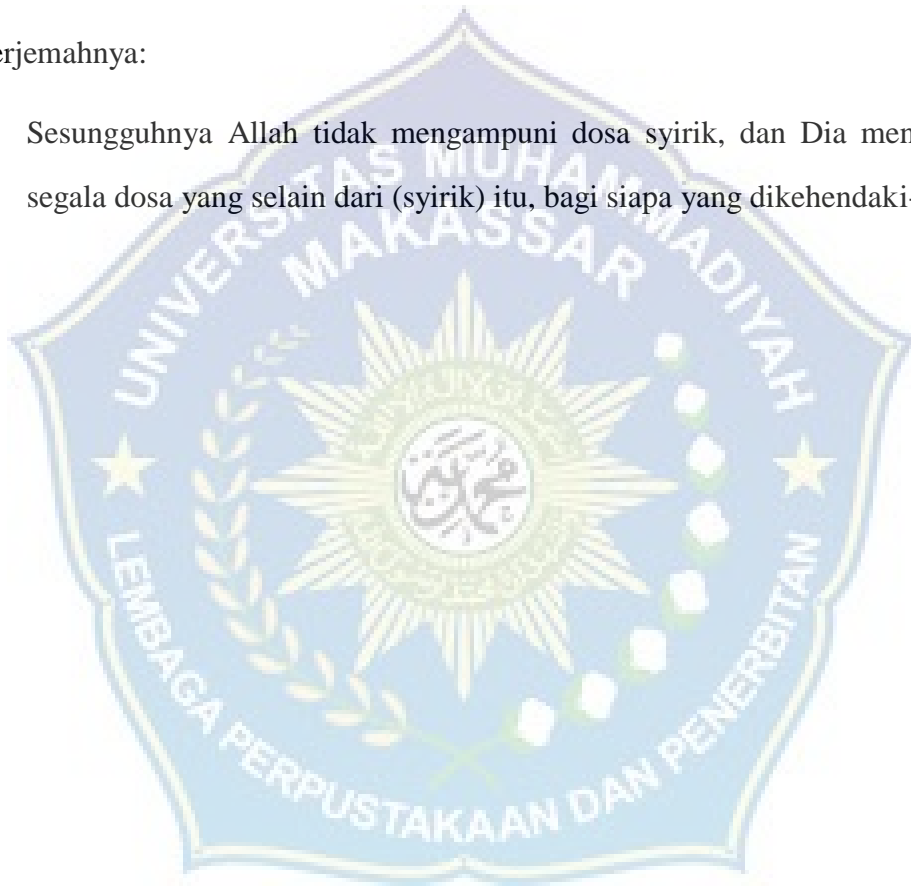 erjemahnya:
Sesungguhnya Allah tidak mengampuni dosa syirik, dan Dia men
segala dosa yang selain dari (syirik) itu, bagi siapa yang dikehendaki-
UNIVERSITAS MUHAMMADIYAH
MAKASSAR
LEMBAGA PERPUSTAKAAN DAN PENERBITAN